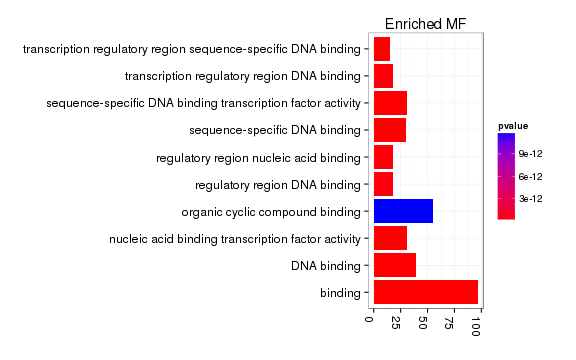 Enriched MF
transcription regulatory region sequence-specific DNA binding
transcription regulatory region DNA binding
sequence-specific DNA binding transcription factor activity
sequence-specific DNA binding
regulatory region nucleic acid binding
regulatory region DNA binding
organic cyclic compound binding
nucleic acid binding transcription factor activity
DNA binding
binding
0
25
50
75
100
pvalue
9e-12
6e-12
3e-12